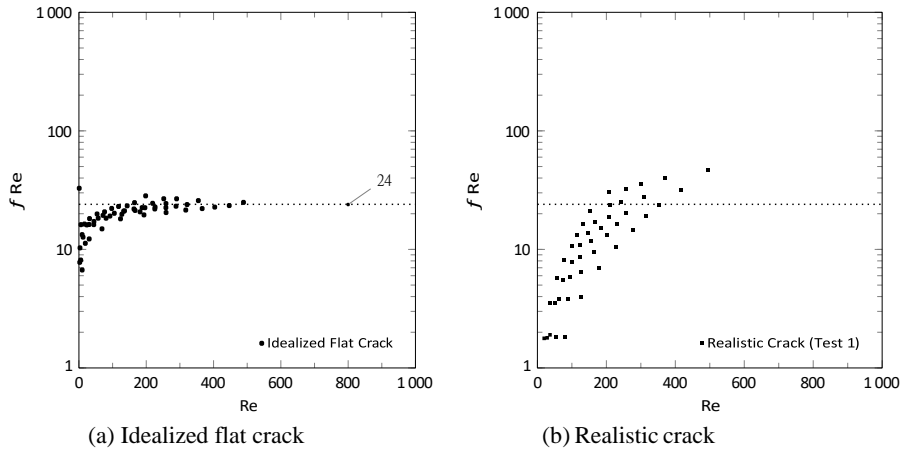 1 000
1 000
100
100
24
ƒ Re
ƒ Re
10
10
Idealized Flat Crack
Realistic Crack (Test 1)
1
1
0 200 400 600 800 1 000
0 200 400 600 800 1 000
Re
Re
(a) Idealized flat crack
(b) Realistic crack